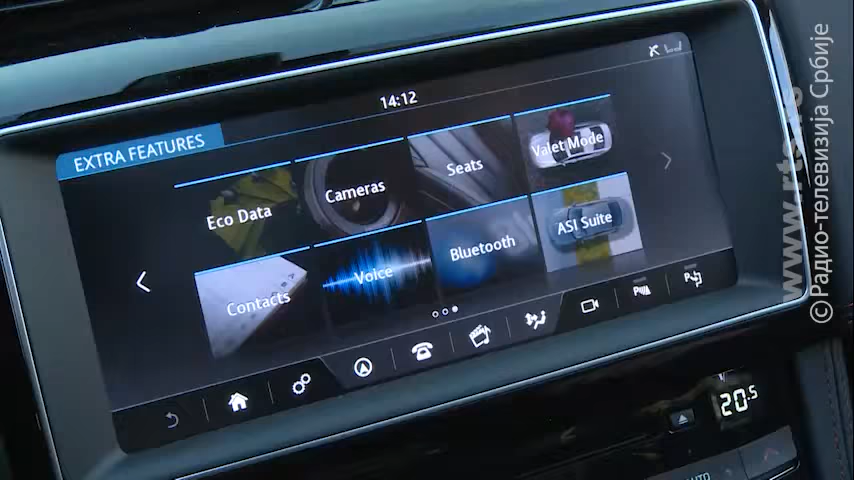 14:12
EXTRA FEATURES
Eco Data
Cameras
Seats
Valet Mode
Contacts
Voice
Bluetooth
ASI Suite
20.5
AUTO
www.rts.rs
© Радио-телевизија Србије